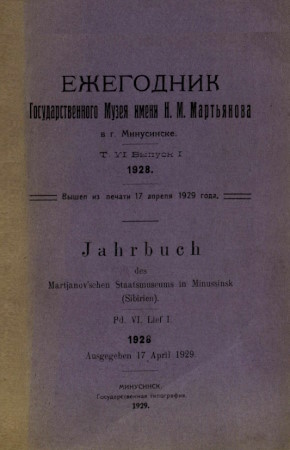 ЕЖЕГОДНИК
Государственного Музея имени Н. М. Мартьянова
в г. Минусинске.
Т. VI Выпуск I
1928.
Вышел из печати 17 апреля 1929 года.
Jahrbuch
des
Martjanov'schen Staatsmuseums in Minusinsk
(Sibirien).
Bd. VI, Lief I.
1928
Ausgegeben 17 April 1929.
МИНУСИНСК.
Государственная типография.
1929.